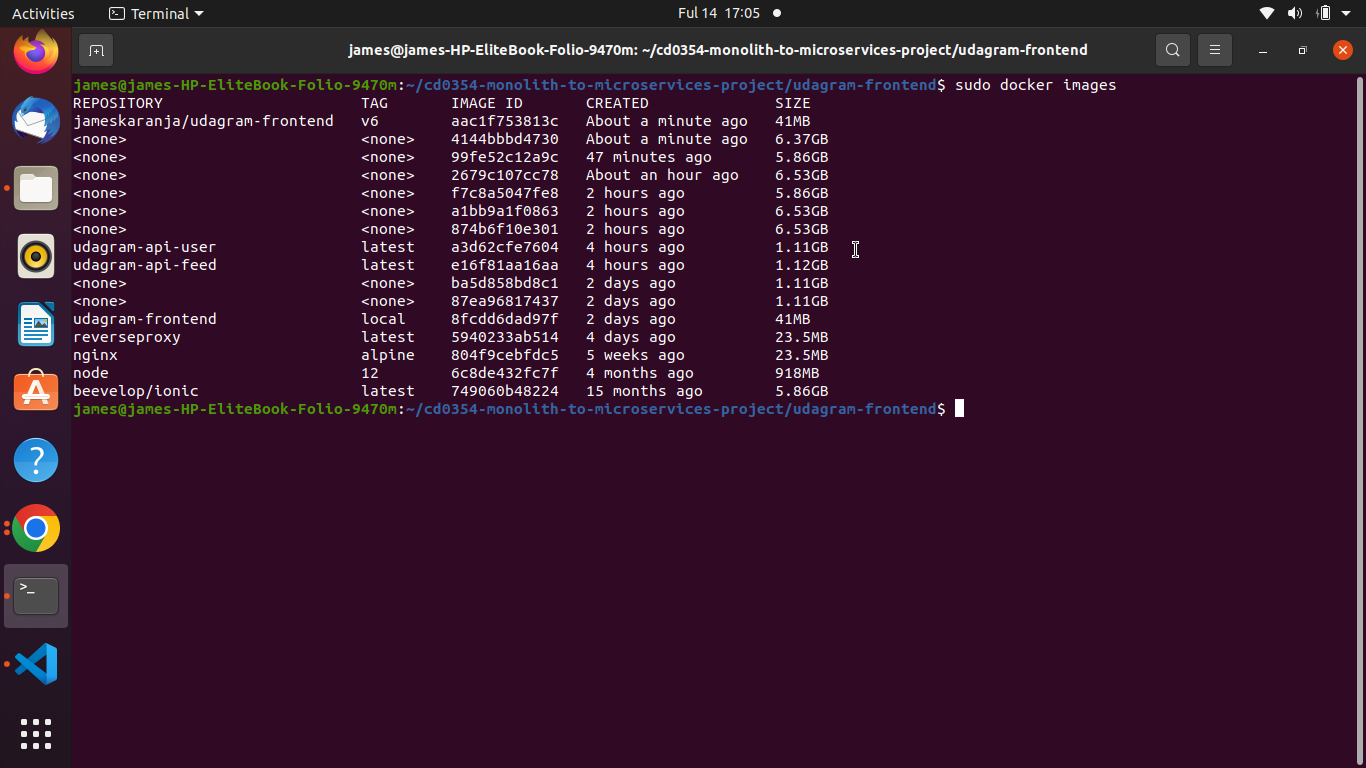 Activities Terminal Ful 14 17:05
james@james-HP-EliteBook-Folio-9470m: ~/cd0354-monolith-to-microservices-project/udagram-frontend
james@james-HP-EliteBook-Folio-9470m:~/cd0354-monolith-to-microservices-project/udagram-frontend$ sudo docker images
REPOSITORY TAG IMAGE ID CREATED SIZE
jameskaranja/udagram-frontend v6 aac1f753813c About a minute ago 41MB
<none> <none> 4144bbbd4730 About a minute ago 6.37GB
<none> <none> 99fe52c12a9c 47 minutes ago 5.86GB
<none> <none> 2679c107cc78 About an hour ago 6.53GB
<none> <none> f7c8a5047fe8 2 hours ago 5.86GB
<none> <none> a1bb9a1f0863 2 hours ago 6.53GB
<none> <none> 874b6f10e301 2 hours ago 6.53GB
udagram-api-user latest a3d62cfe7604 4 hours ago 1.11GB
udagram-api-feed latest e16f81aa16aa 4 hours ago 1.12GB
<none> <none> ba5d858bd8c1 2 days ago 1.11GB
<none> <none> 87ea96817437 2 days ago 1.11GB
udagram-frontend local 8fcdd6dad97f 2 days ago 41MB
reverseproxy latest 5940233ab514 4 days ago 23.5MB
nginx alpine 804f9cebfdc5 5 weeks ago 23.5MB
node 12 6c8de432fc7f 4 months ago 918MB
beevelop/ionic latest 749060b48224 15 months ago 5.86GB
james@james-HP-EliteBook-Folio-9470m:~/cd0354-monolith-to-microservices-project/udagram-frontend$